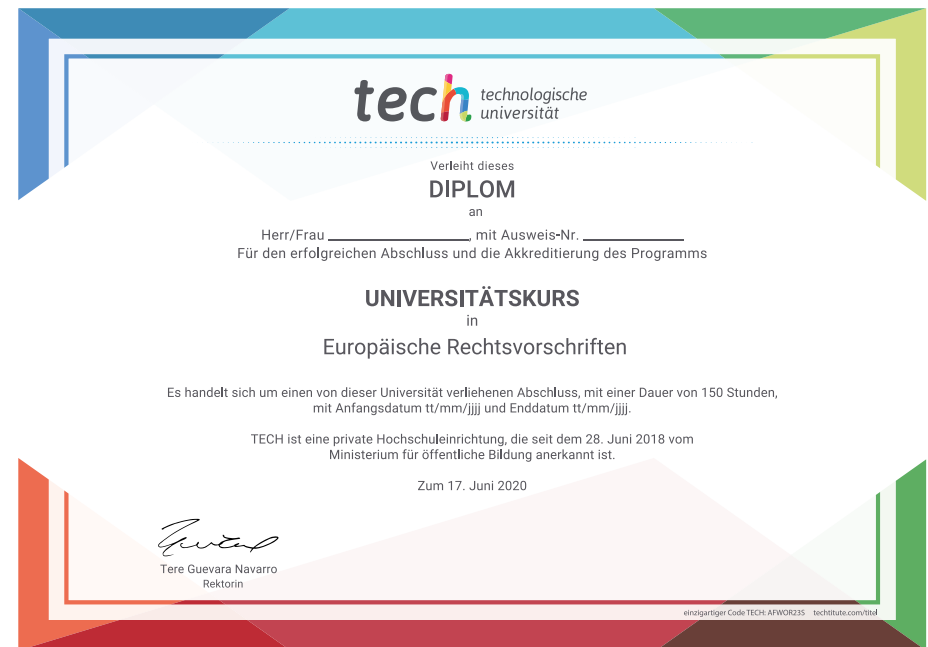 tech technologische
universität
Verleiht dieses
DIPLOM
an
Herr/Frau ____________________, mit Ausweis-Nr. ______________
Für den erfolgreichen Abschluss und die Akkreditierung des Programms
UNIVERSITÄTSKURS
in
Europäische Rechtsvorschriften
Es handelt sich um einen von dieser Universität verliehenen Abschluss, mit einer Dauer von 150 Stunden,
mit Anfangsdatum tt/mm/jjjj und Enddatum tt/mm/jjjj.
TECH ist eine private Hochschuleinrichtung, die seit dem 28. Juni 2018 vom
Ministerium für öffentliche Bildung anerkannt ist.
Zum 17. Juni 2020
Tere Guevara Navarro
Rektorin
einzigartiger Code TECH: AFWOR23S techtitute.com/titel